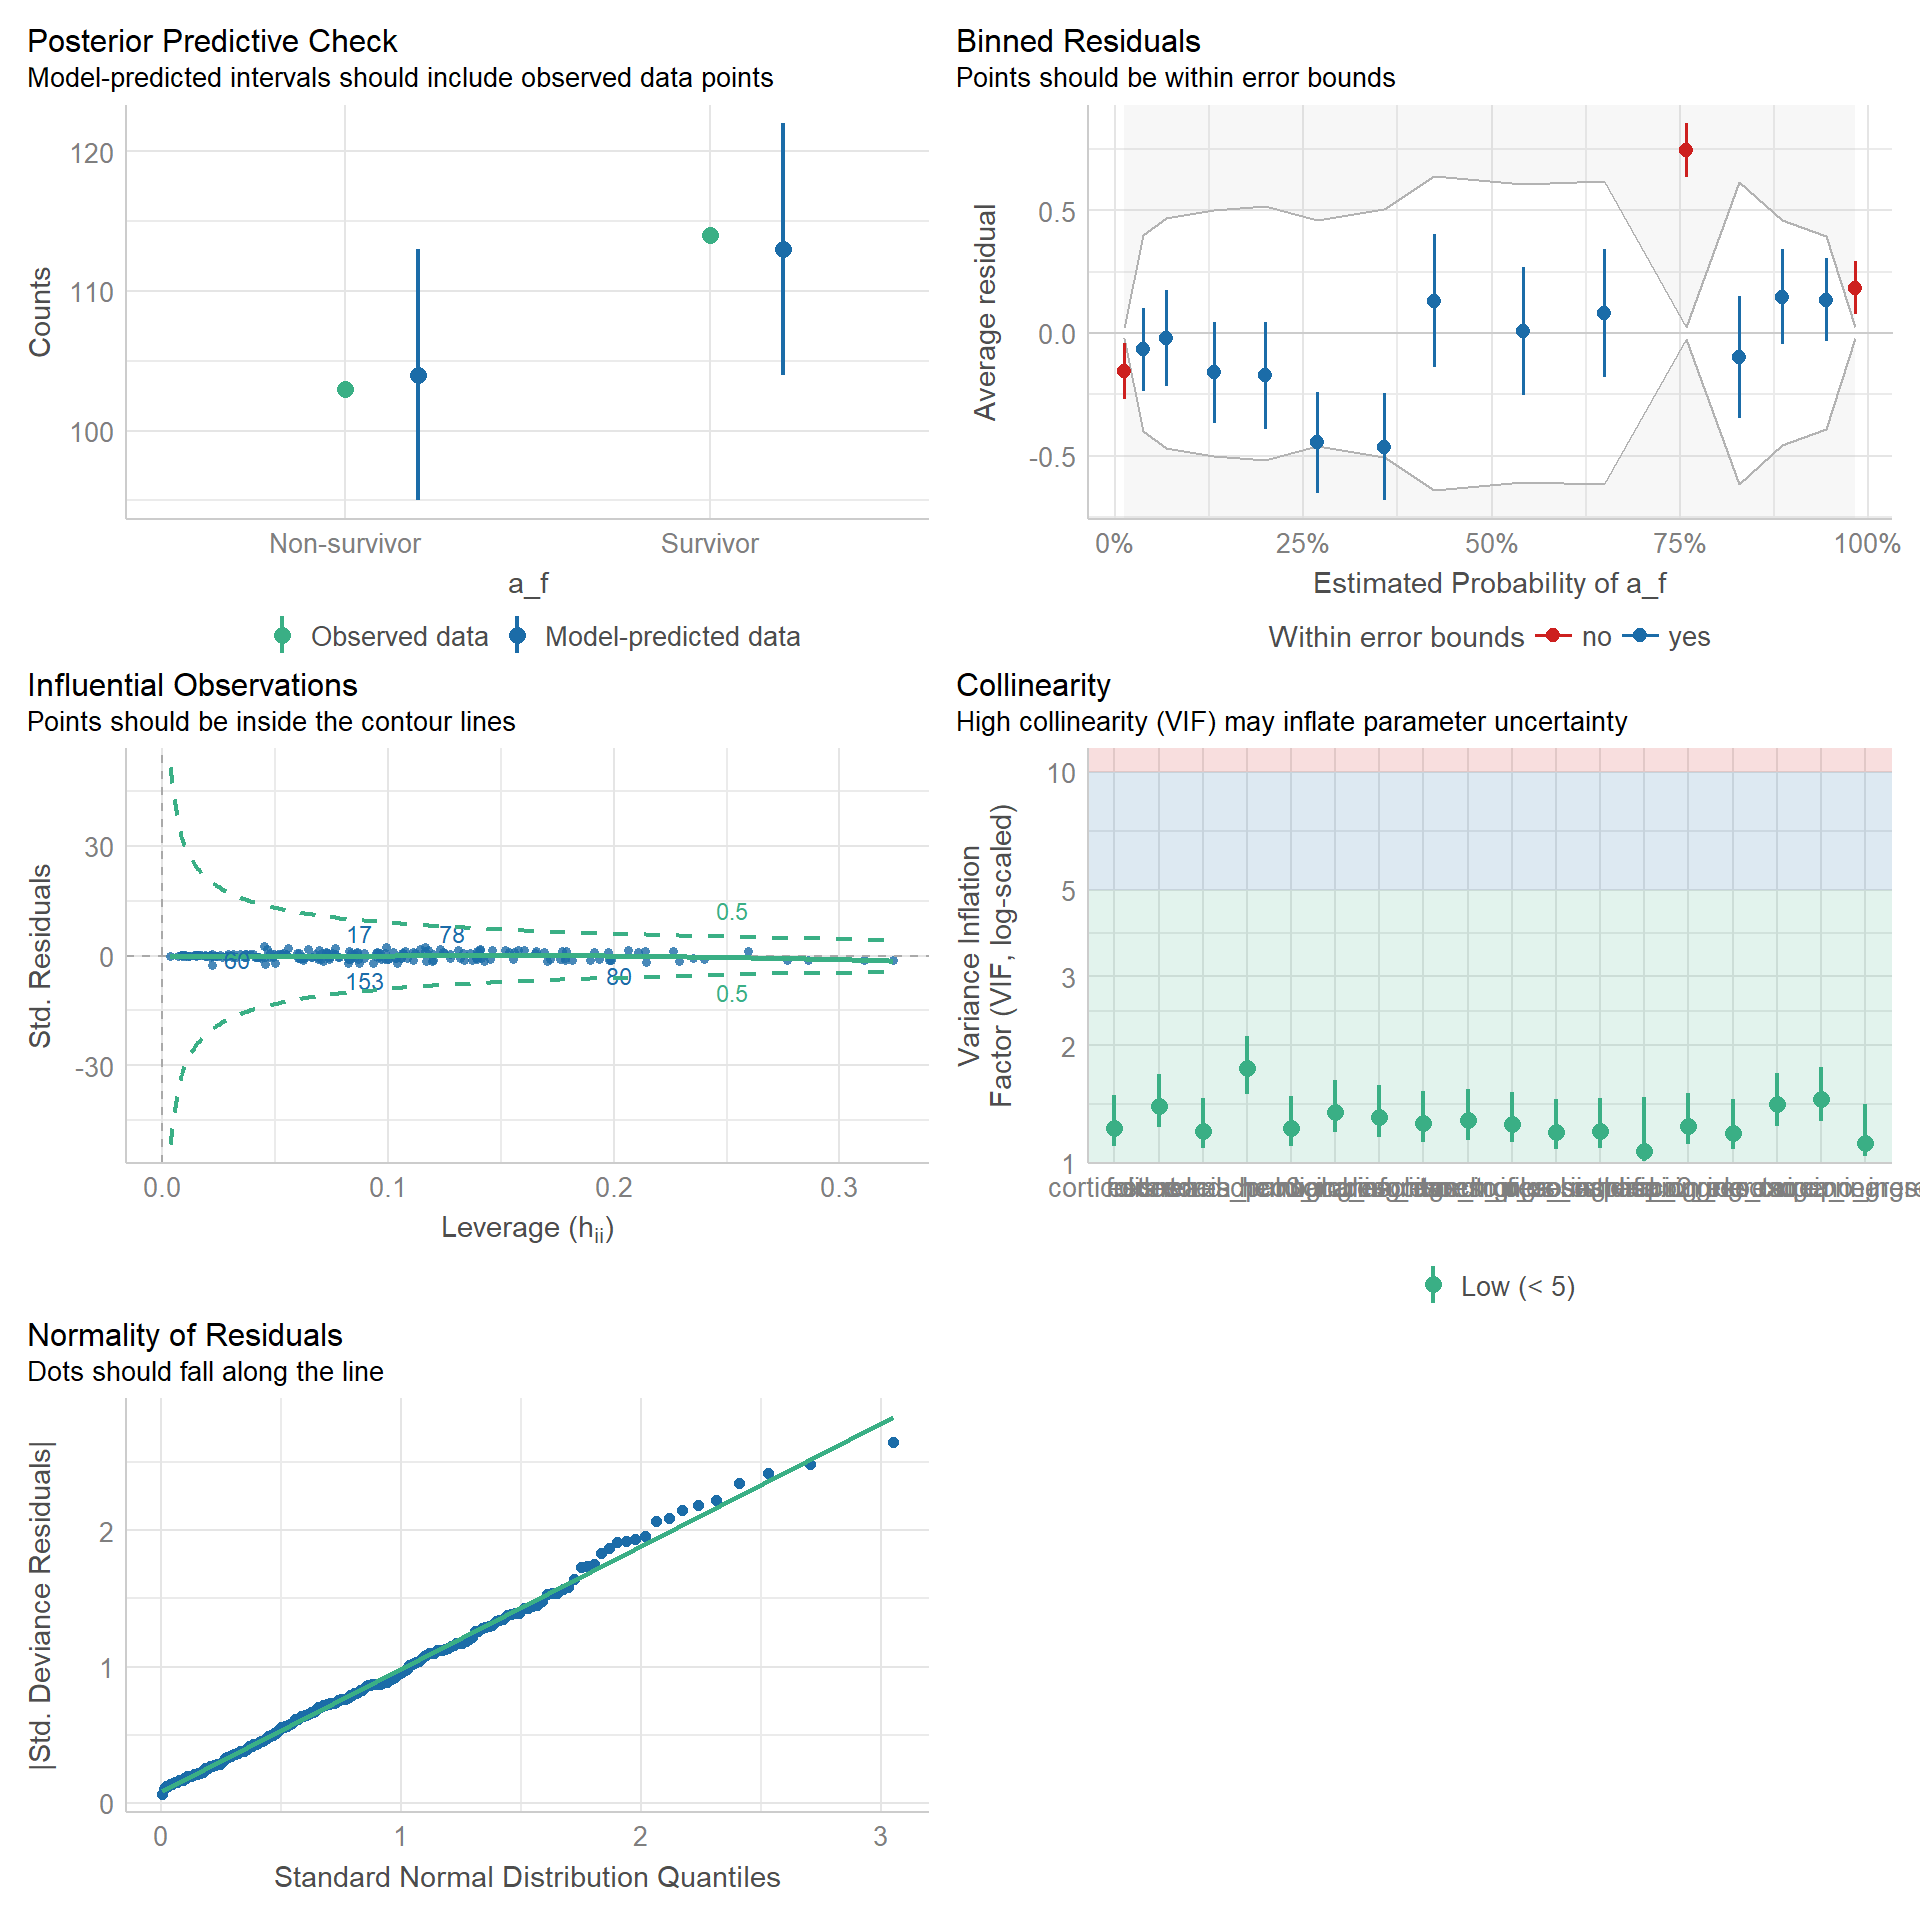 Posterior Predictive Check
Model-predicted intervals should include observed data points
120
110
100
Counts
Non-survivor
Survivor
a_f
Observed data
Model-predicted data
Binned Residuals
Points should be within error bounds
0.5
0.0
-0.5
Average residual
0%
25%
50%
75%
100%
Estimated Probability of a_f
Within error bounds
no
yes
Influential Observations
Points should be inside the contour lines
30
0
-30
Std. Residuals
0.5
17
78
60
153
80
0.5
0.0
0.1
0.2
0.3
Leverage (hii)
Collinearity
High collinearity (VIF) may inflate parameter uncertainty
10
5
3
2
1
Variance Inflation
Factor (VIF, log-scaled)
Low (< 5)
Normality of Residuals
Dots should fall along the line
2
1
0
|Std. Deviance Residuals|
0
1
2
3
Standard Normal Distribution Quantiles